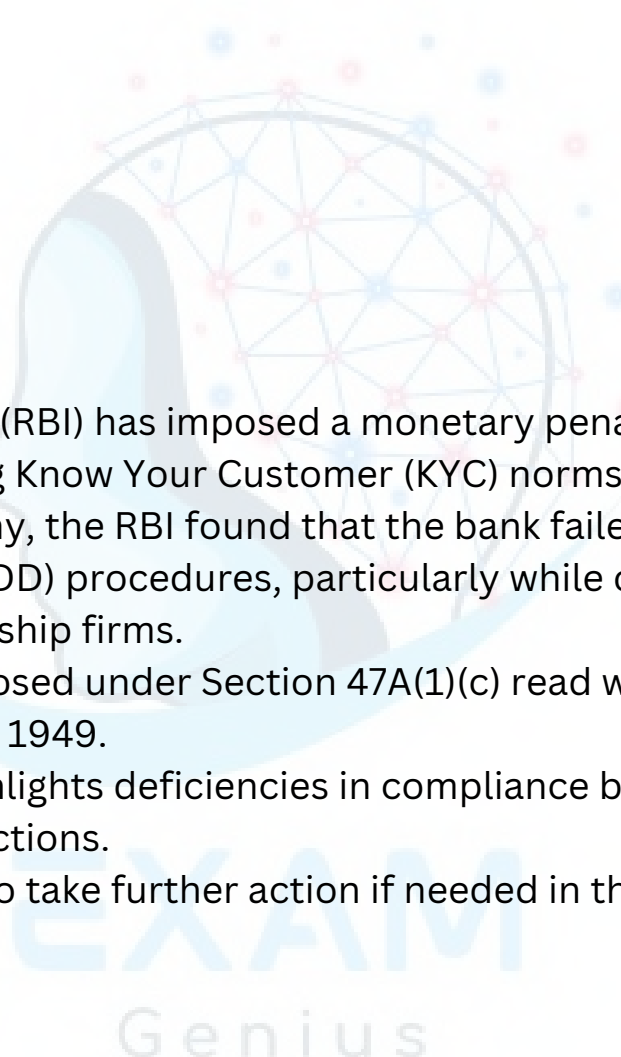 (RBI) has imposed a monetary pena
g Know Your Customer (KYC) norms
ny, the RBI found that the bank faile
DD) procedures, particularly while
ship firms.
osed under Section 47A(1)(c) read w
1949.
hlights deficiencies in compliance b
ctions.
o take further action if needed in th
EXAM
Genius